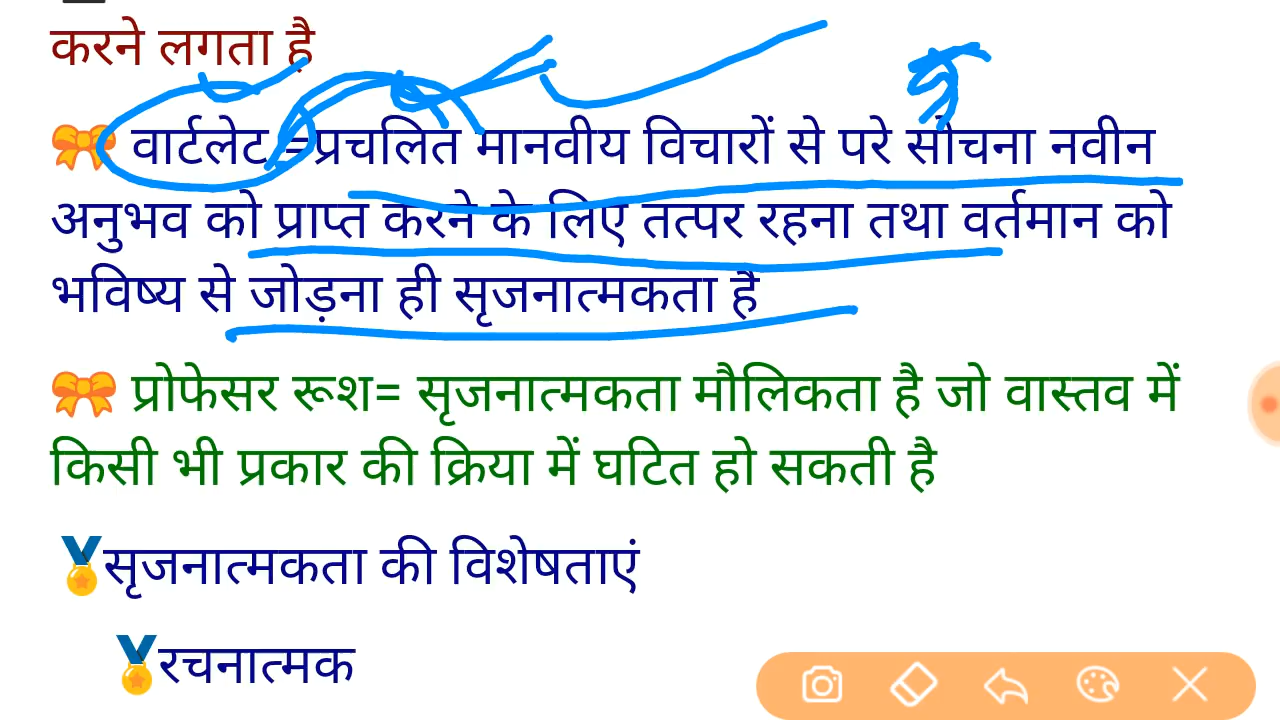 करने लगता है
वार्टलेट =प्रचलित मानवीय विचारों से परे सोचना नवीन
अनुभव को प्राप्त करने के लिए तत्पर रहना तथा वर्तमान को
भविष्य से जोड़ना ही सृजनात्मकता है
प्रोफेसर रूश= सृजनात्मकता मौलिकता है जो वास्तव में
किसी भी प्रकार की क्रिया में घटित हो सकती है
सृजनात्मकता की विशेषताएं
रचनात्मक